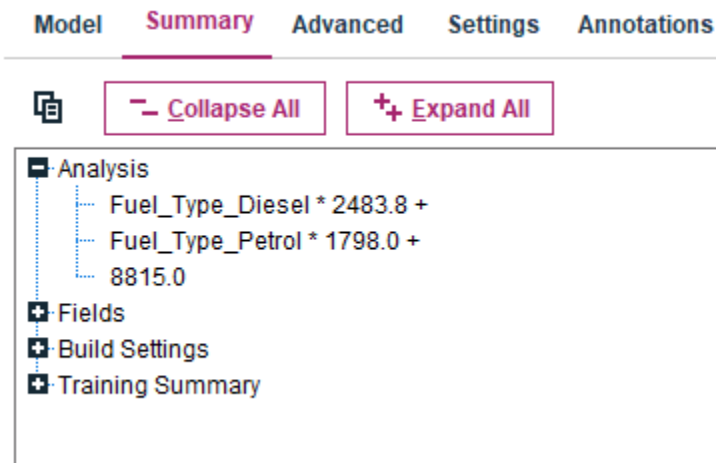 Model Summary Advanced Settings Annotations
Collapse All Expand All
Analysis
Fuel_Type_Diesel * 2483.8 +
Fuel_Type_Petrol * 1798.0 +
8815.0
Fields
Build Settings
Training Summary